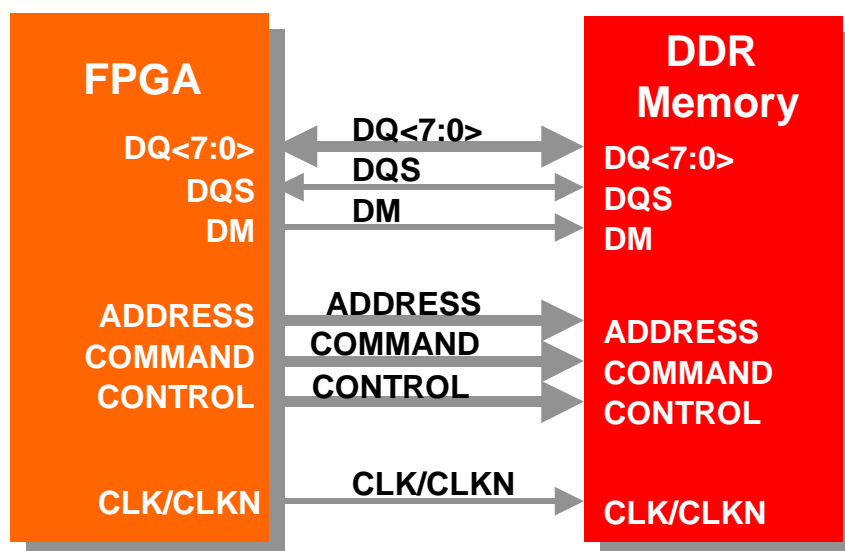 FPGA
DQ<7:0>
DQS
DM
ADDRESS
COMMAND
CONTROL
CLK/CLKN
DQ<7:0>
DQS
DM
ADDRESS
COMMAND
CONTROL
CLK/CLKN
DDR
Memory
DQ<7:0>
DQS
DM
ADDRESS
COMMAND
CONTROL
CLK/CLKN